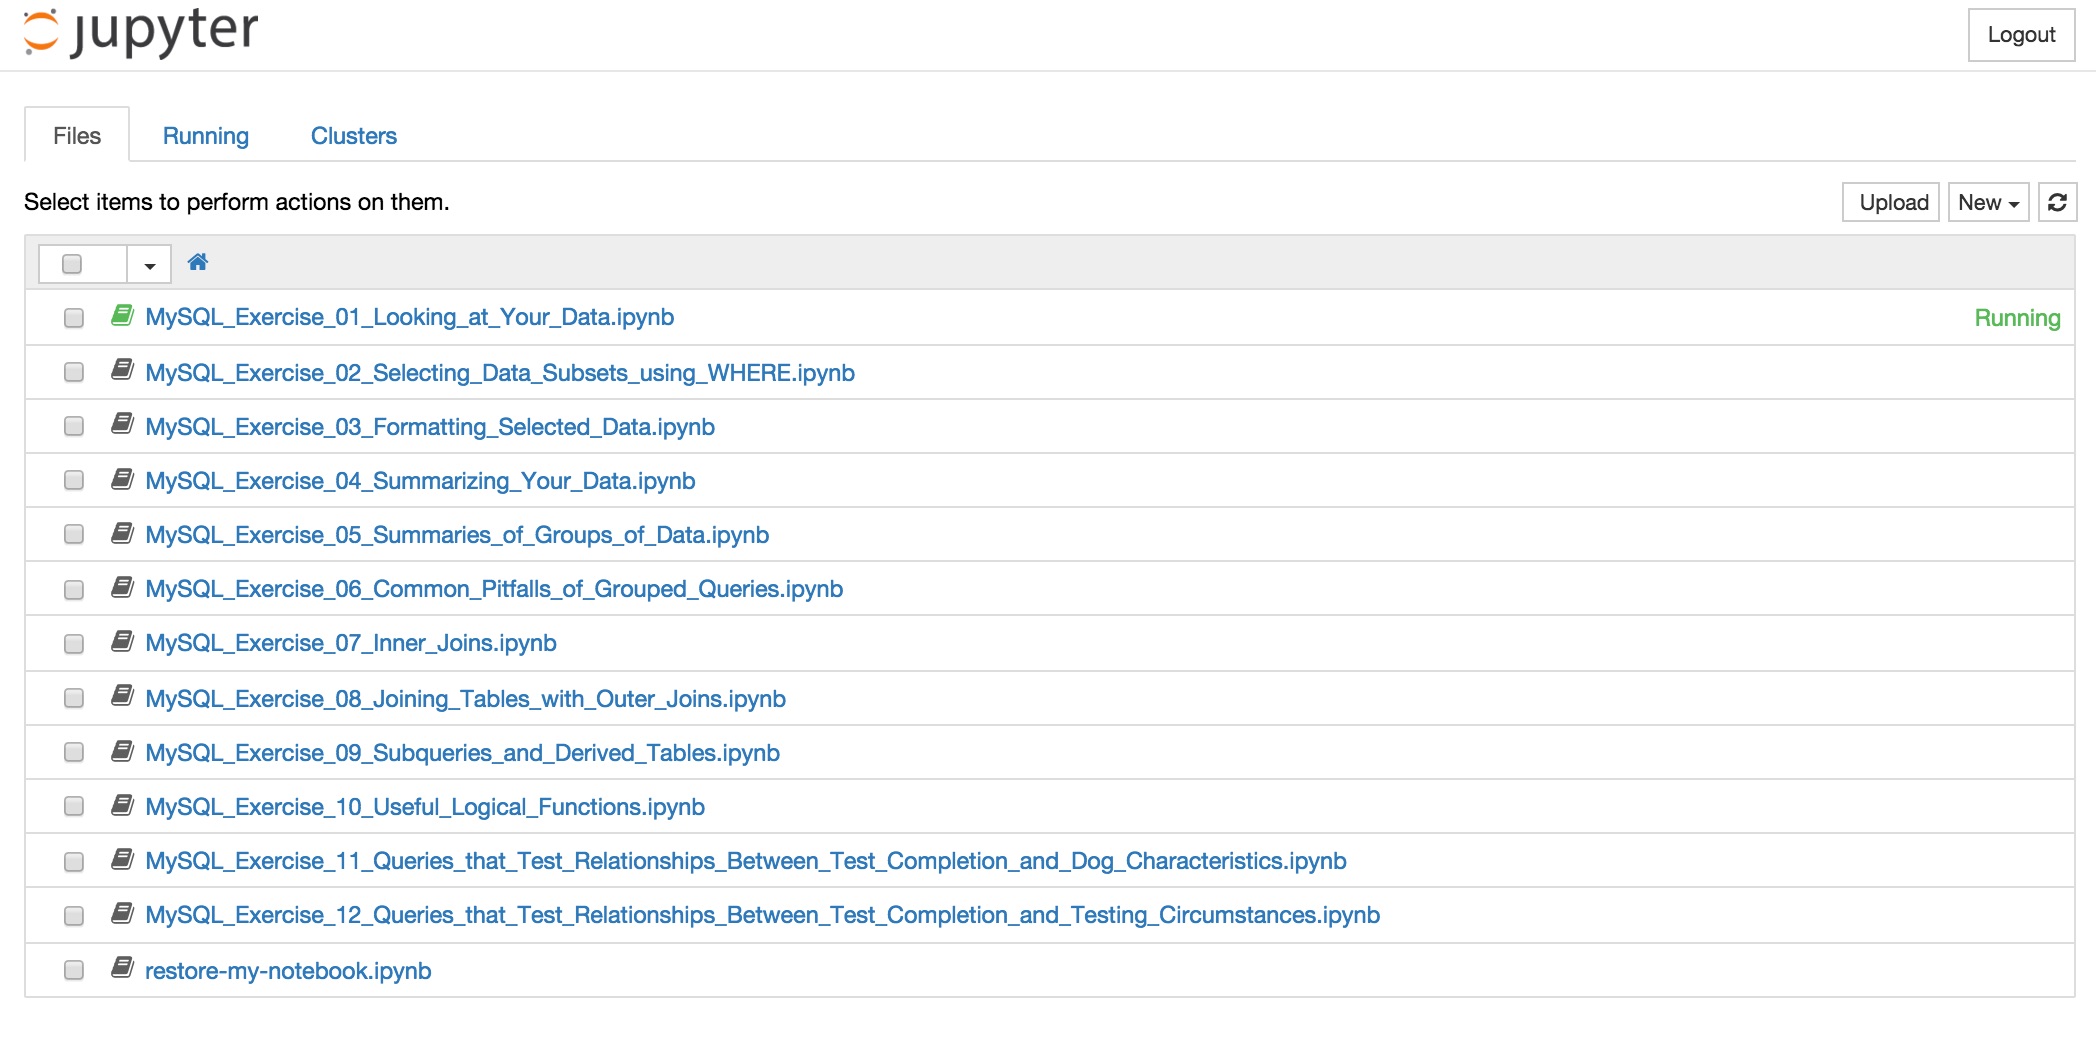 jupyter
Logout
Files Running Clusters
Select items to perform actions on them. Upload New
MySQL_Exercise_01_Looking_at_Your_Data.ipynb Running
MySQL_Exercise_02_Selecting_Data_Subsets_using_WHERE.ipynb
MySQL_Exercise_03_Formatting_Selected_Data.ipynb
MySQL_Exercise_04_Summarizing_Your_Data.ipynb
MySQL_Exercise_05_Summaries_of_Groups_of_Data.ipynb
MySQL_Exercise_06_Common_Pitfalls_of_Grouped_Queries.ipynb
MySQL_Exercise_07_Inner_Joins.ipynb
MySQL_Exercise_08_Joining_Tables_with_Outer_Joins.ipynb
MySQL_Exercise_09_Subqueries_and_Derived_Tables.ipynb
MySQL_Exercise_10_Useful_Logical_Functions.ipynb
MySQL_Exercise_11_Queries_that_Test_Relationships_Between_Test_Completion_and_Dog_Characteristics.ipynb
MySQL_Exercise_12_Queries_that_Test_Relationships_Between_Test_Completion_and_Testing_Circumstances.ipynb
restore-my-notebook.ipynb